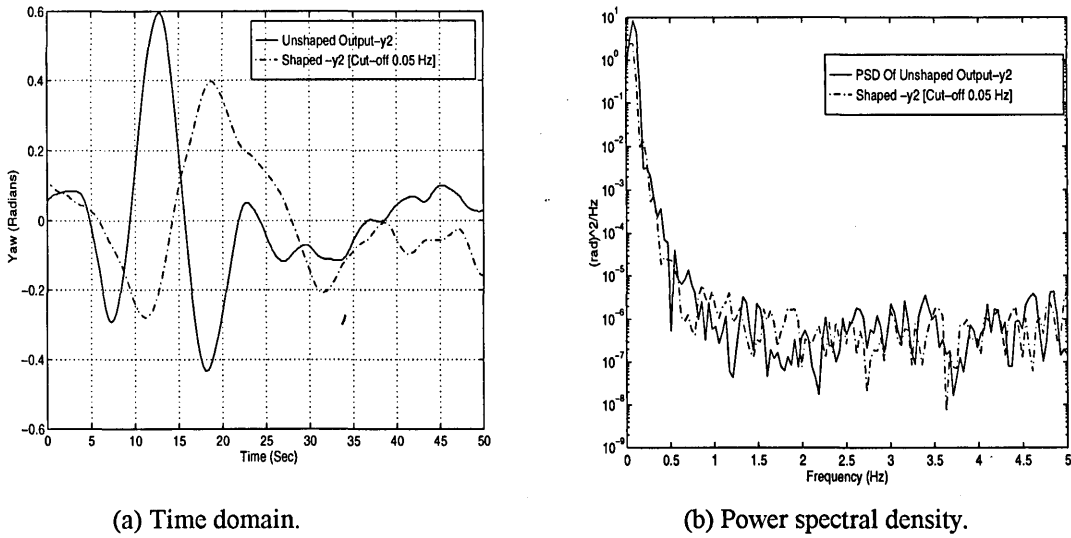 0.6
0.4
0.2
0
−0.2
−0.4
−0.6
Yaw (Radians)
Unshaped Output−y2
Shaped −y2 [Cut−off 0.05 Hz]
0 5 10 15 20 25 30 35 40 45 50
Time (Sec)
(a) Time domain.
10^1
10^0
10^−1
10^−2
10^−3
10^−4
10^−5
10^−6
10^−7
10^−8
10^−9
(rad)^2/Hz
PSD Of Unshaped Output−y2
Shaped −y2 [Cut−off 0.05 Hz]
0 0.5 1 1.5 2 2.5 3 3.5 4 4.5 5
Frequency (Hz)
(b) Power spectral density.